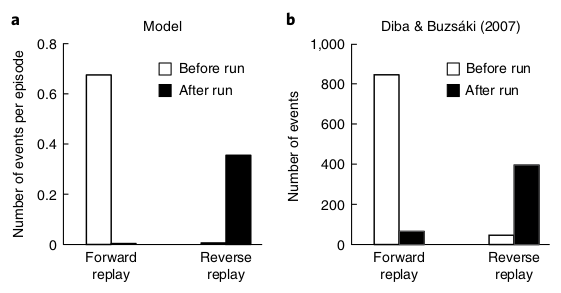 a
Model
Number of events per episode
0.8
0.6
0.4
0.2
0
Before run
After run
Forward
replay
Reverse
replay
b
Diba & Buzsáki (2007)
Number of events
1,000
800
600
400
200
0
Before run
After run
Forward
replay
Reverse
replay